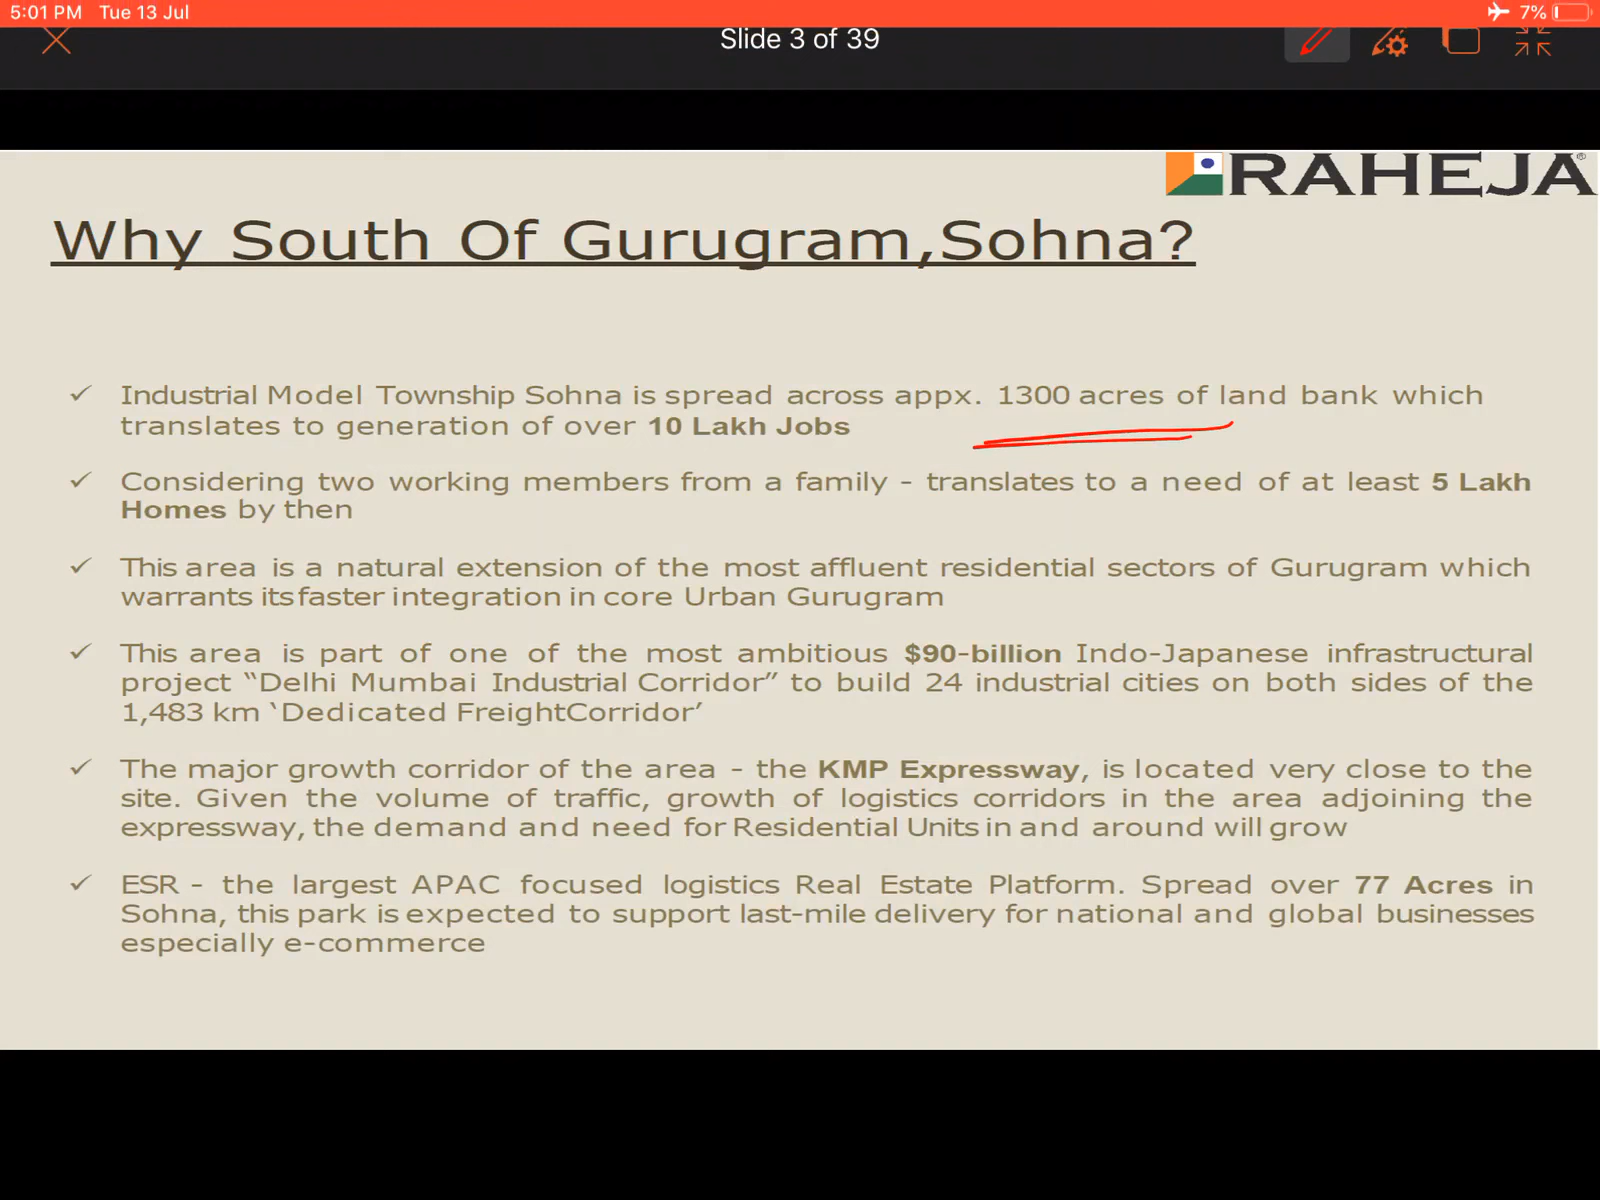 5:01 PM Tue 13 Jul 7%
Slide 3 of 39
RAHEJA®
Why South Of Gurugram,Sohna?
✓ Industrial Model Township Sohna is spread across appx. 1300 acres of land bank which
translates to generation of over 10 Lakh Jobs
✓ Considering two working members from a family - translates to a need of at least 5 Lakh
Homes by then
✓ This area is a natural extension of the most affluent residential sectors of Gurugram which
warrants its faster integration in core Urban Gurugram
✓ This area is part of one of the most ambitious $90-billion Indo-Japanese infrastructural
project “Delhi Mumbai Industrial Corridor” to build 24 industrial cities on both sides of the
1,483 km ‘Dedicated FreightCorridor’
✓ The major growth corridor of the area - the KMP Expressway, is located very close to the
site. Given the volume of traffic, growth of logistics corridors in the area adjoining the
expressway, the demand and need for Residential Units in and around will grow
✓ ESR - the largest APAC focused logistics Real Estate Platform. Spread over 77 Acres in
Sohna, this park is expected to support last-mile delivery for national and global businesses
especially e-commerce